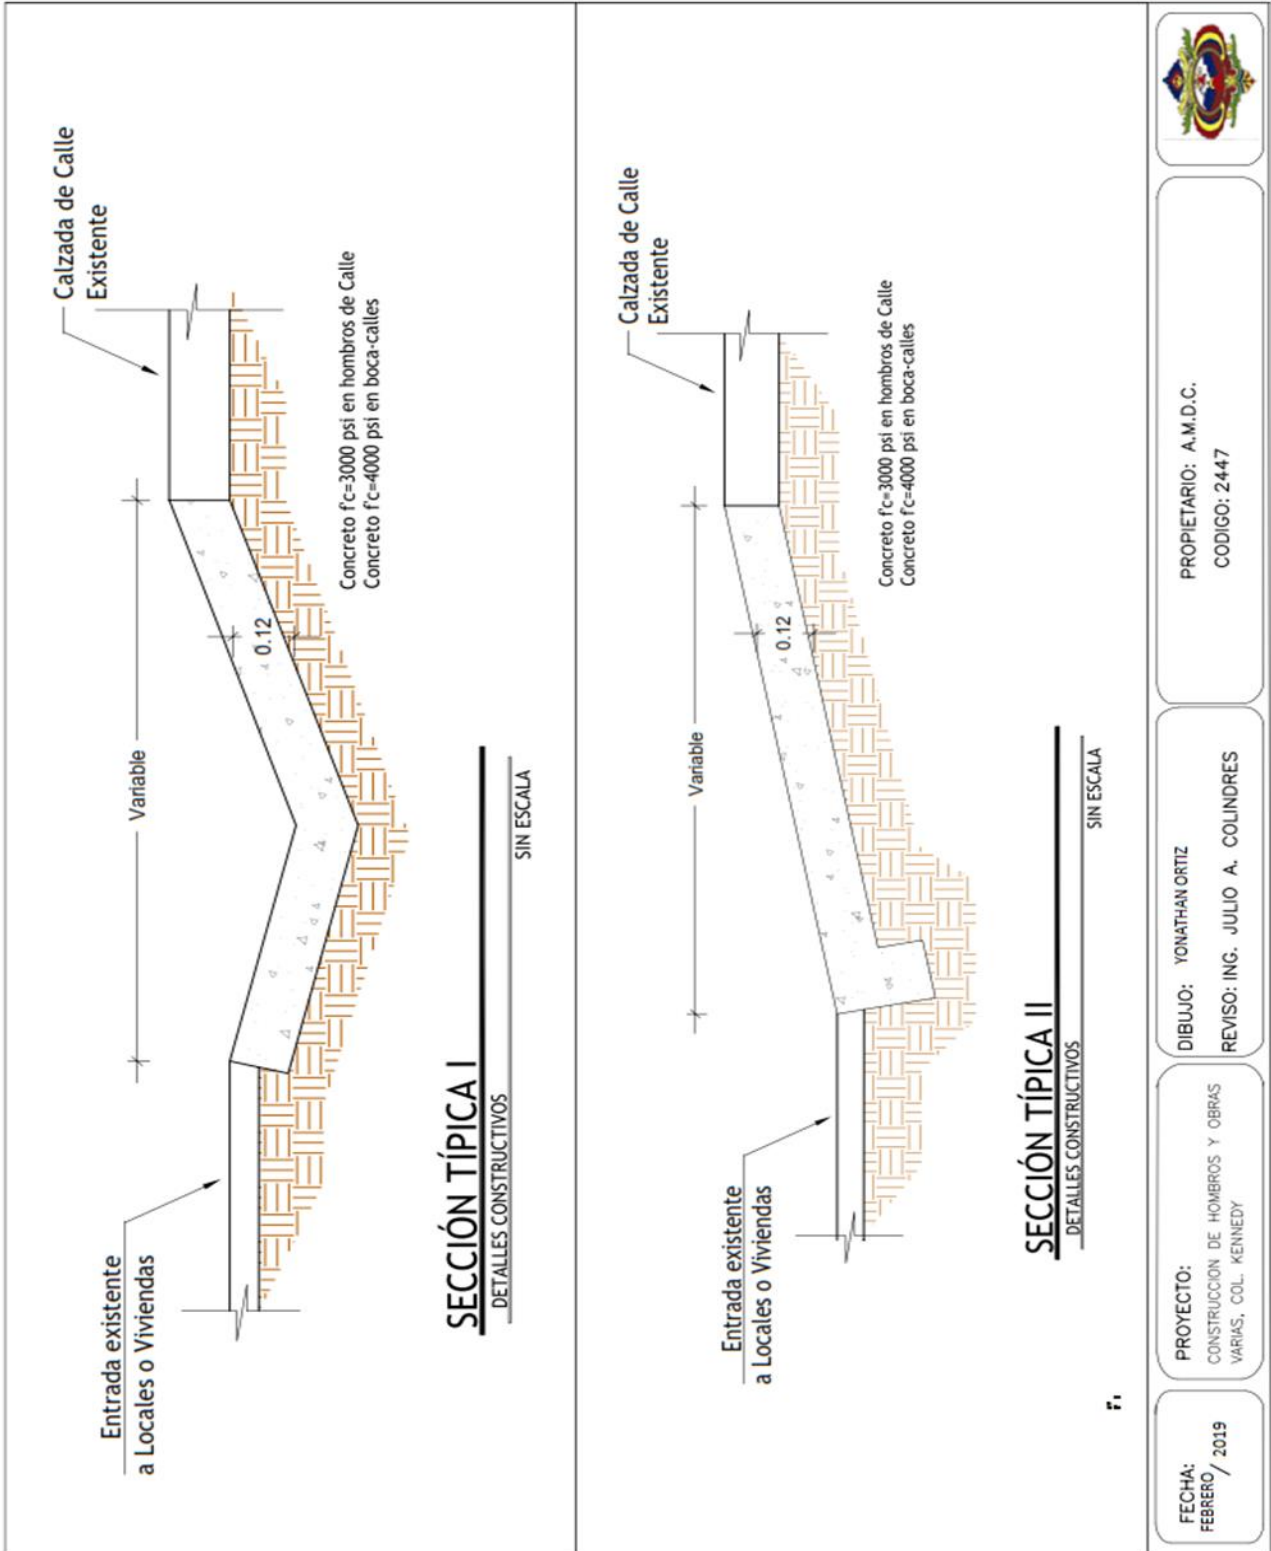 Calzada de Calle
Existente
Variable
0.12
Entrada existente
a Locales o Viviendas
Concreto f'c=3000 psi en hombros de Calle
Concreto f'c=4000 psi en boca-calles
SECCIÓN TÍPICA I
DETALLES CONSTRUCTIVOS
SIN ESCALA
Calzada de Calle
Existente
Variable
0.12
Entrada existente
a Locales o Viviendas
Concreto f'c=3000 psi en hombros de Calle
Concreto f'c=4000 psi en boca-calles
SECCIÓN TÍPICA II
DETALLES CONSTRUCTIVOS
SIN ESCALA
FECHA:
FEBRERO / 2019
PROYECTO:
CONSTRUCCION DE HOMBROS Y OBRAS
VARIAS, COL. KENNEDY
DIBUJO: YONATHAN ORTIZ
REVISO: ING. JULIO A. COLINDRES
PROPIETARIO: A.M.D.C.
CODIGO: 2447